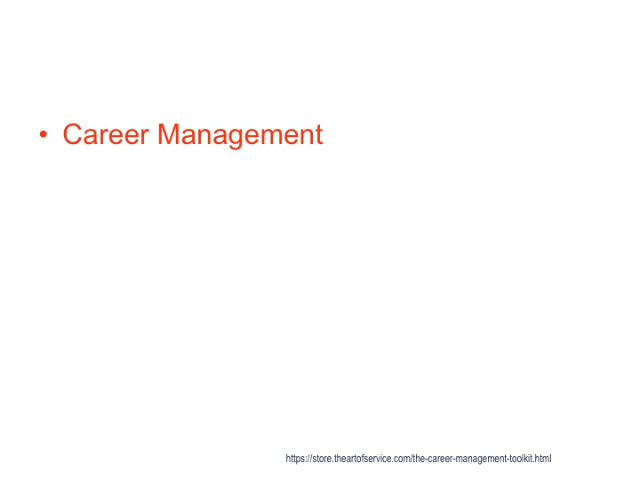 • Career Management
https://store.theartofservice.com/the-career-management-toolkit.html